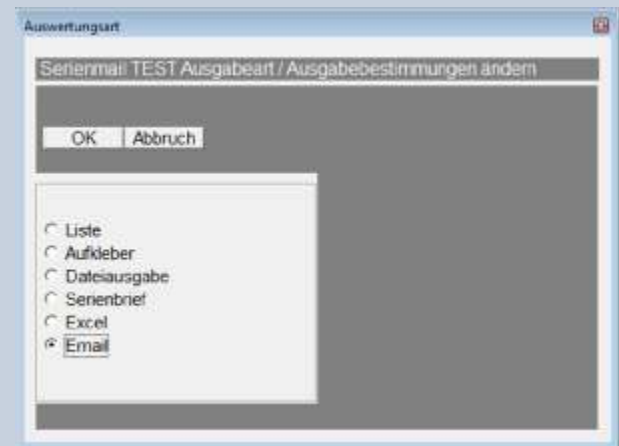 Auswertungsart
Serienmail TEST Ausgabeart / Ausgabebestimmungen ändern
OK Abbruch
Liste
Aufkleber
Dateiausgabe
Serienbrief
Excel
Email